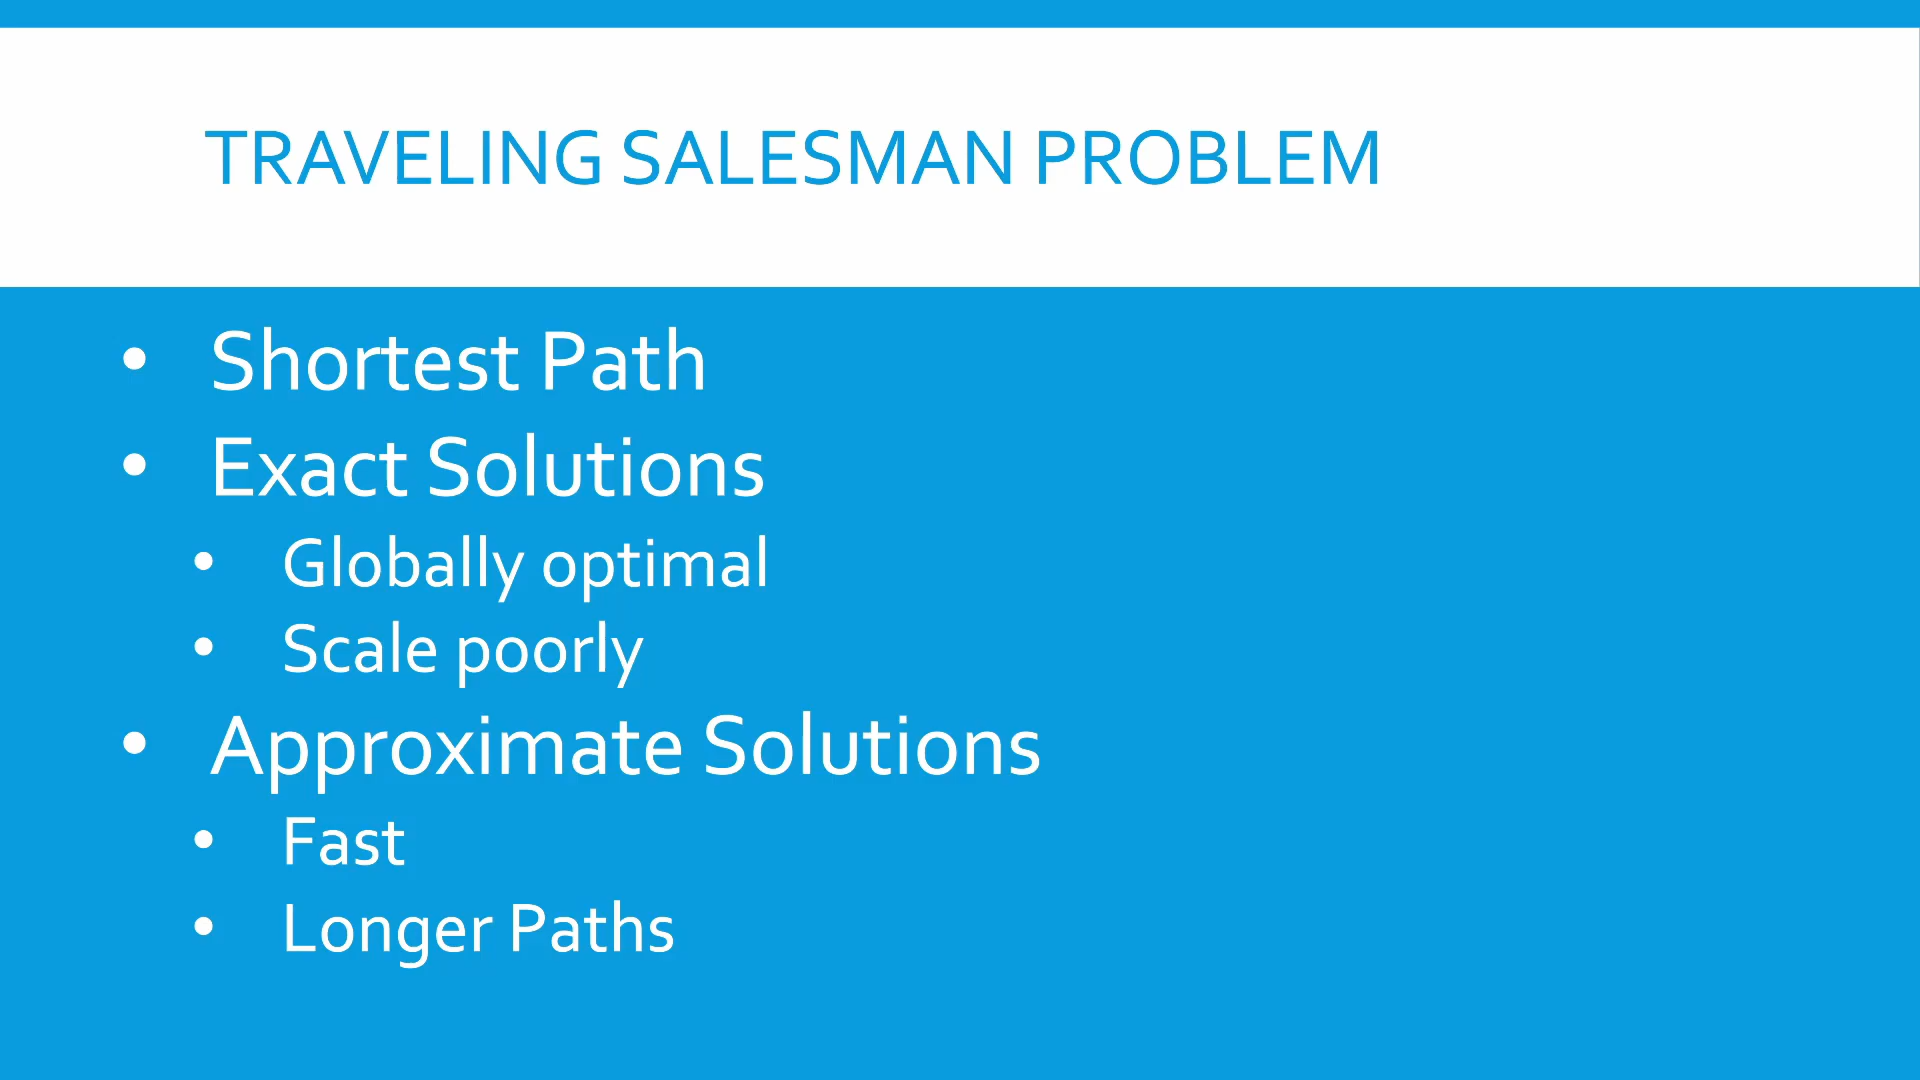 TRAVELING SALESMAN PROBLEM
• Shortest Path
• Exact Solutions
• Globally optimal
• Scale poorly
• Approximate Solutions
• Fast
• Longer Paths